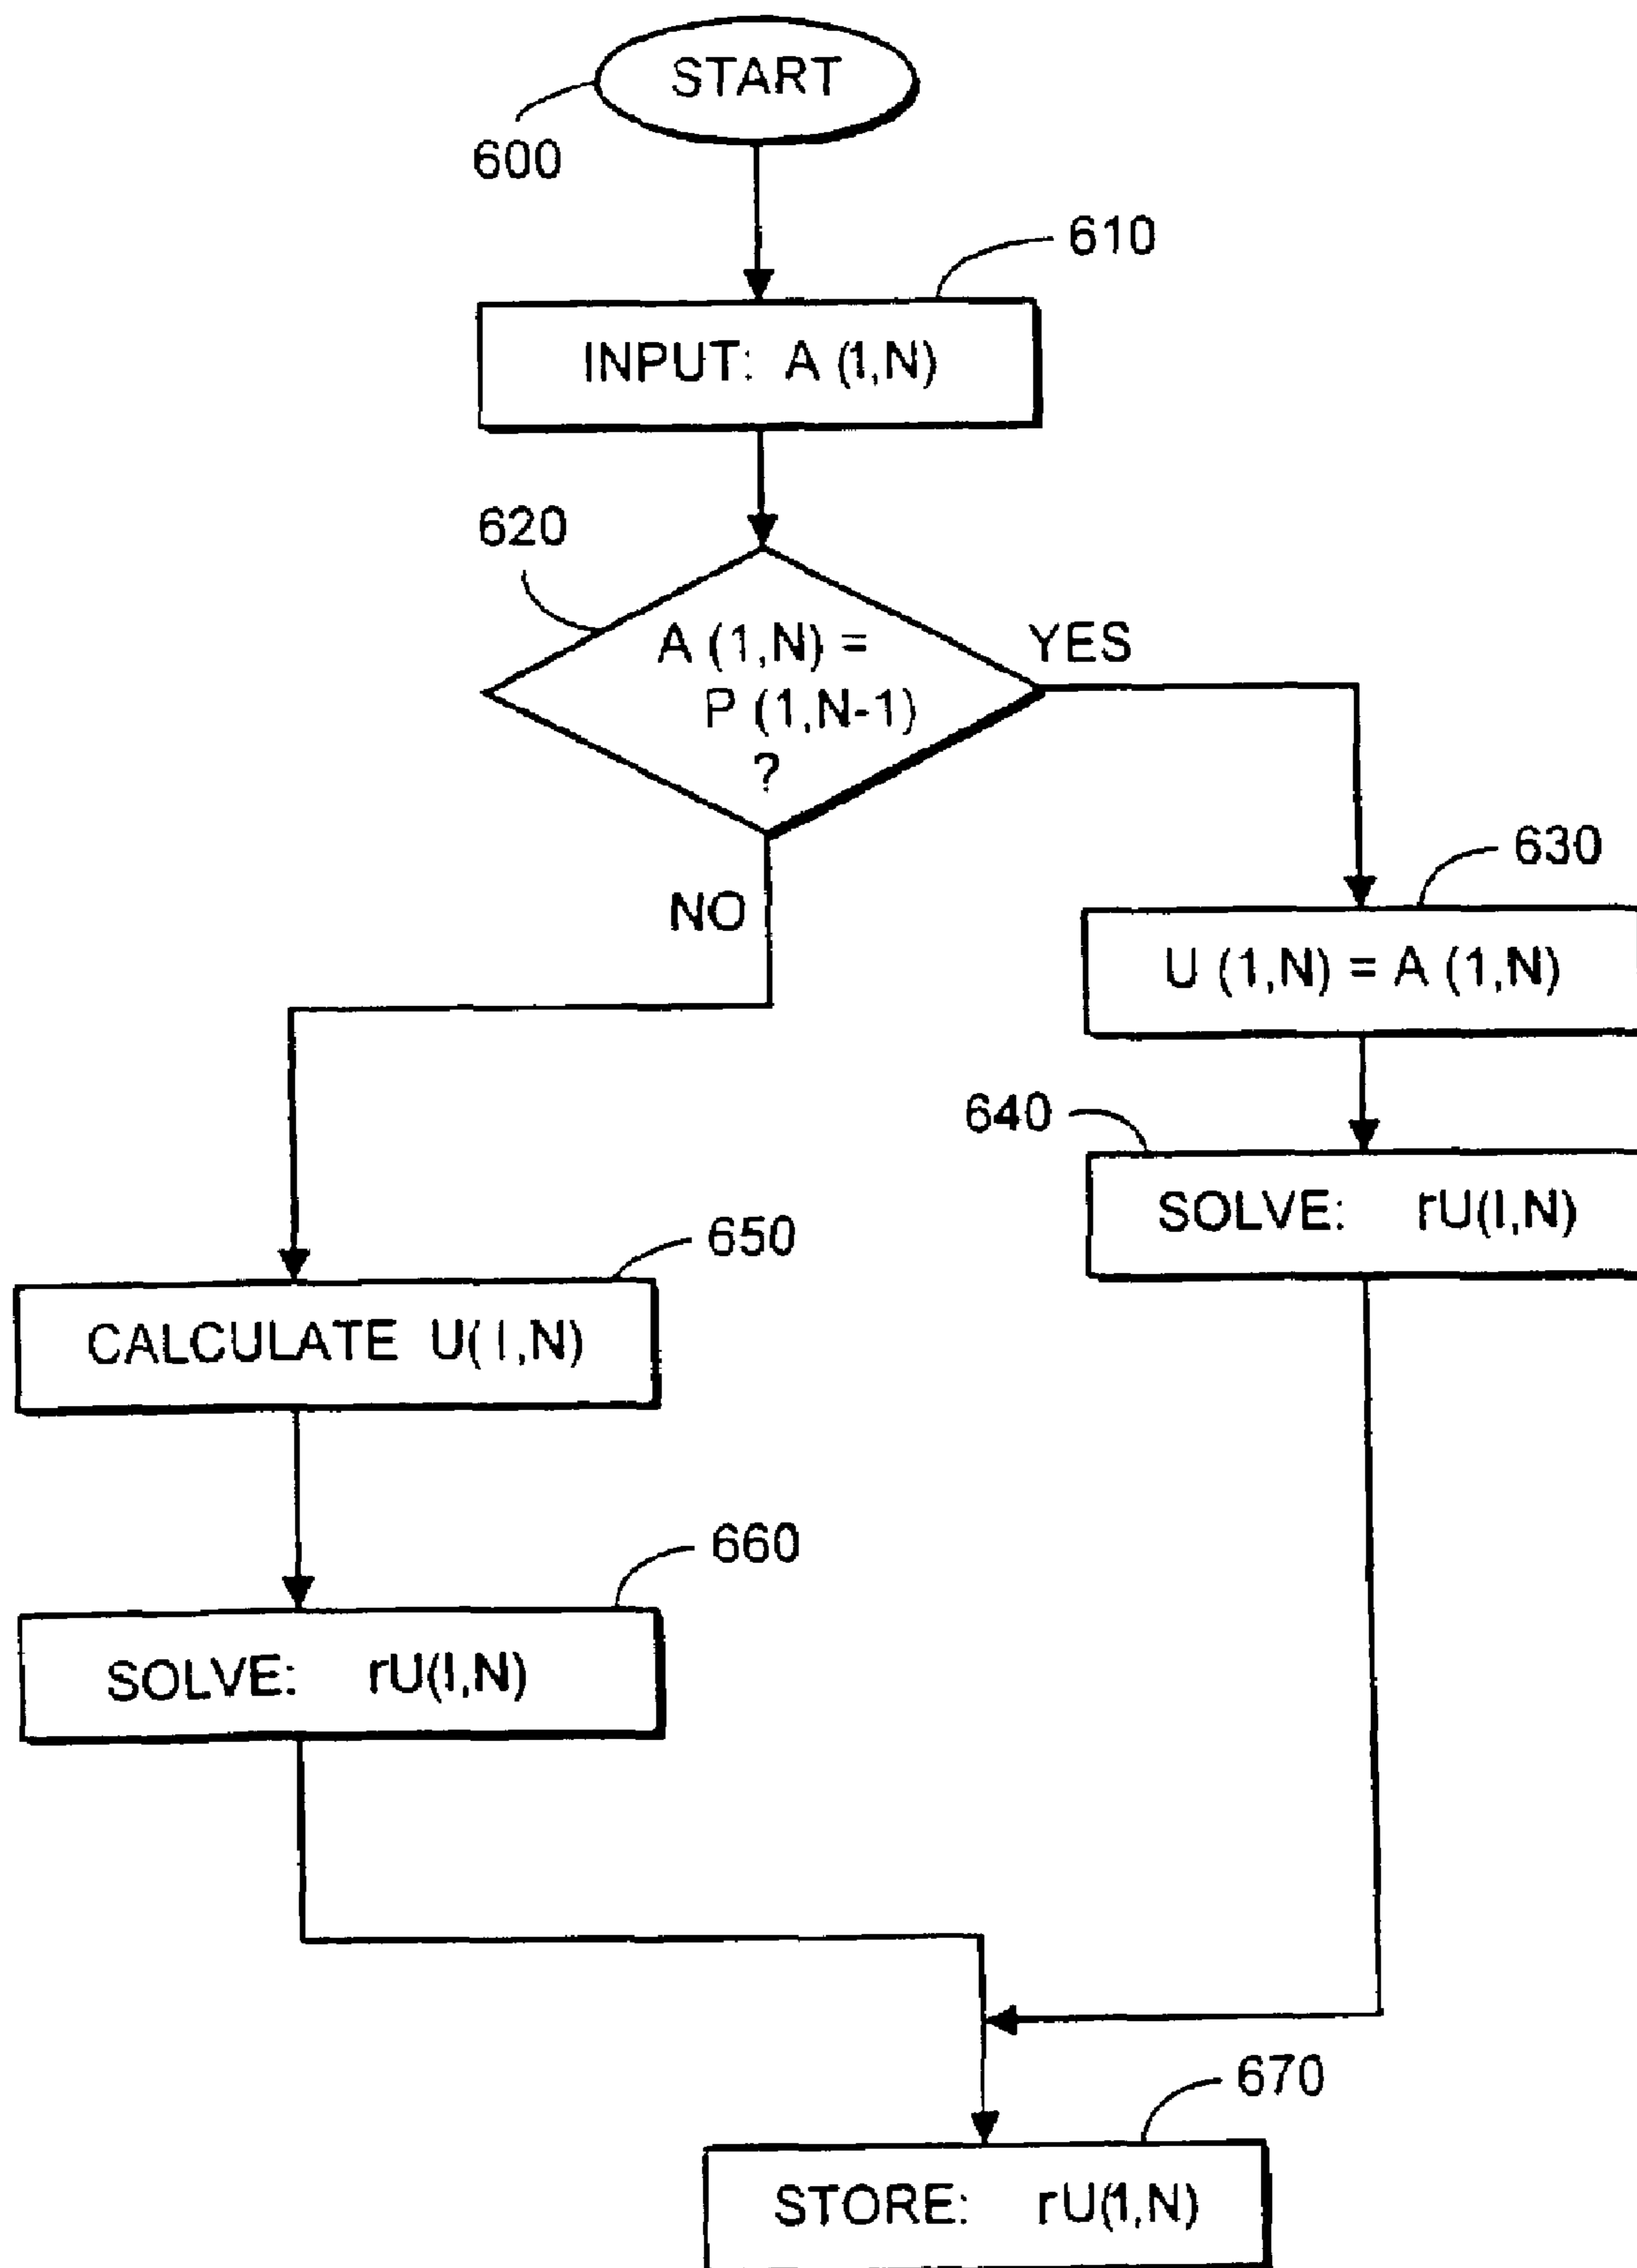 START
600
610
INPUT: A (1,N)
620
A (1,N) =
P (1,N-1)
?
YES
NO
630
U (1,N) = A (1,N)
640
SOLVE: rU(I,N)
650
CALCULATE U( I,N)
660
SOLVE: rU(I,N)
670
STORE: rU(1,N)